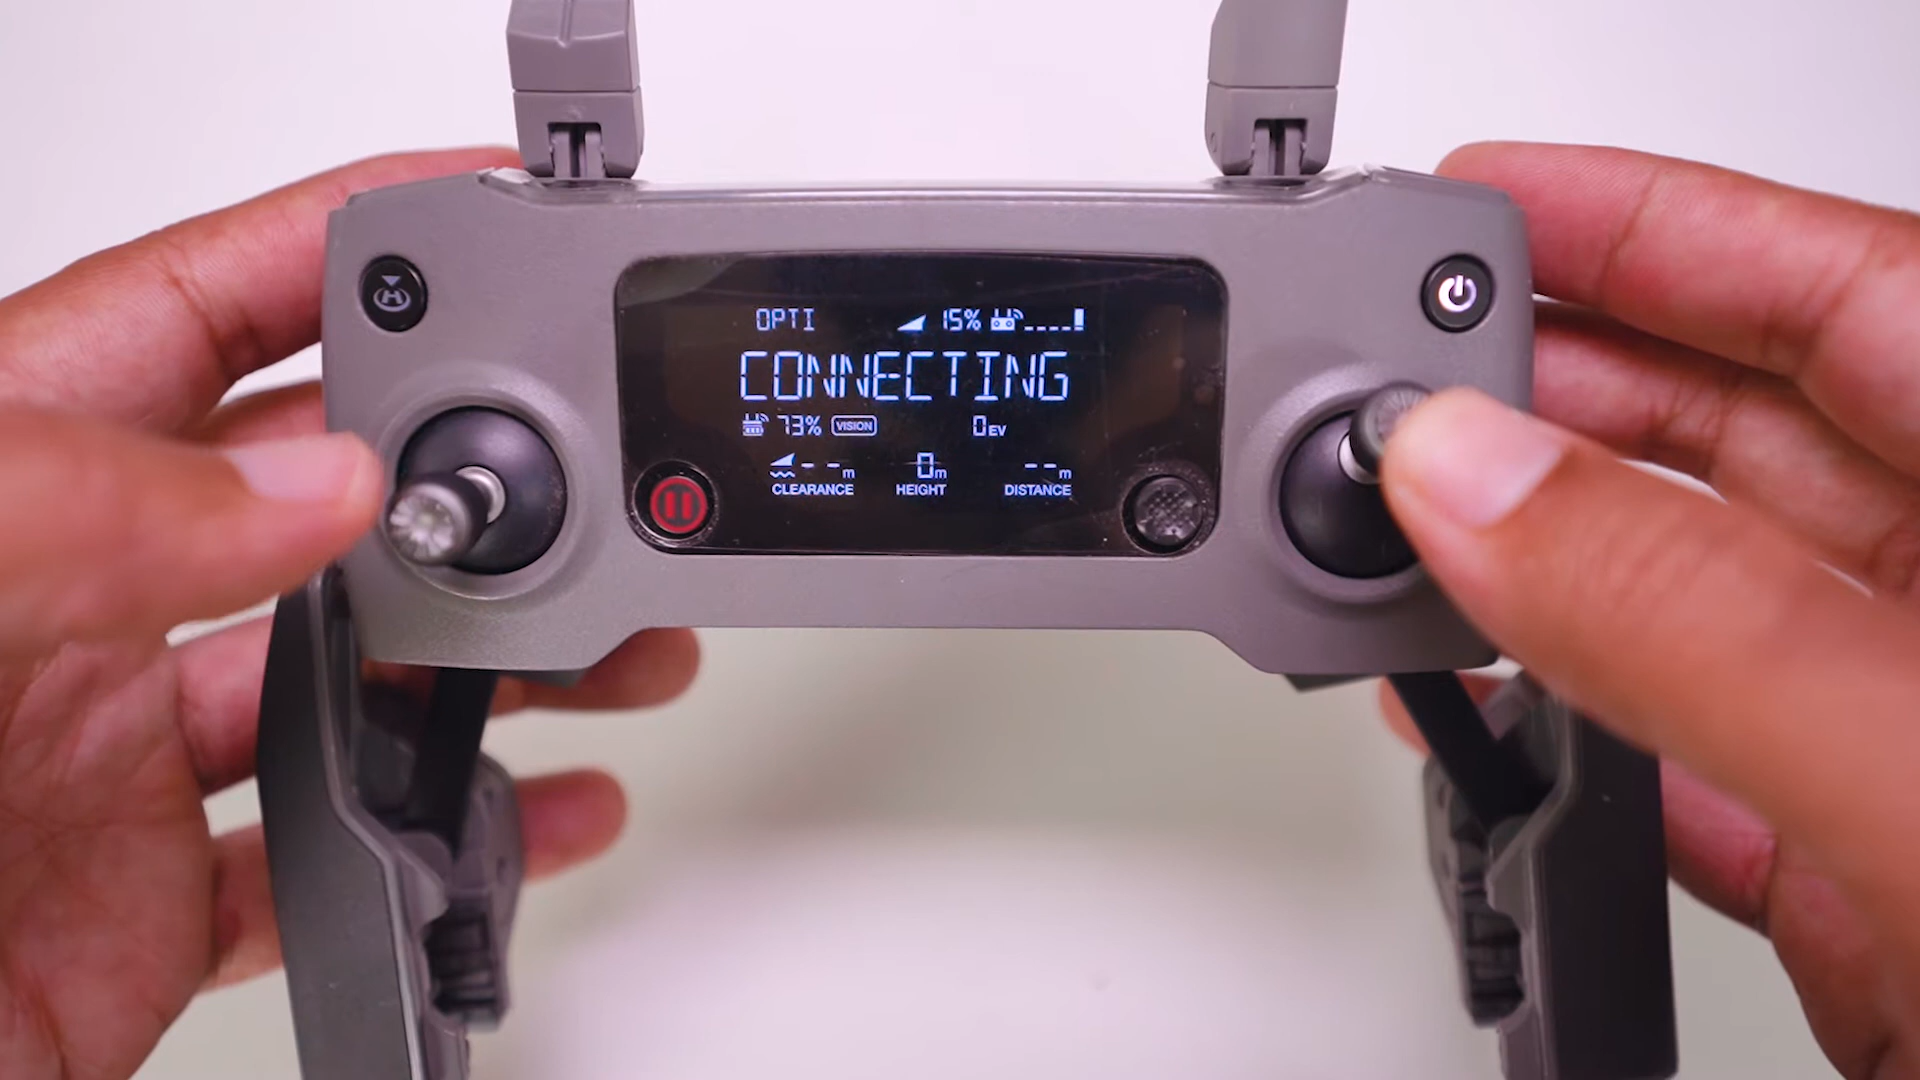 OPTI 15%
CONNECTING
73% VISION 0EV
--m 0m --m
CLEARANCE HEIGHT DISTANCE
H